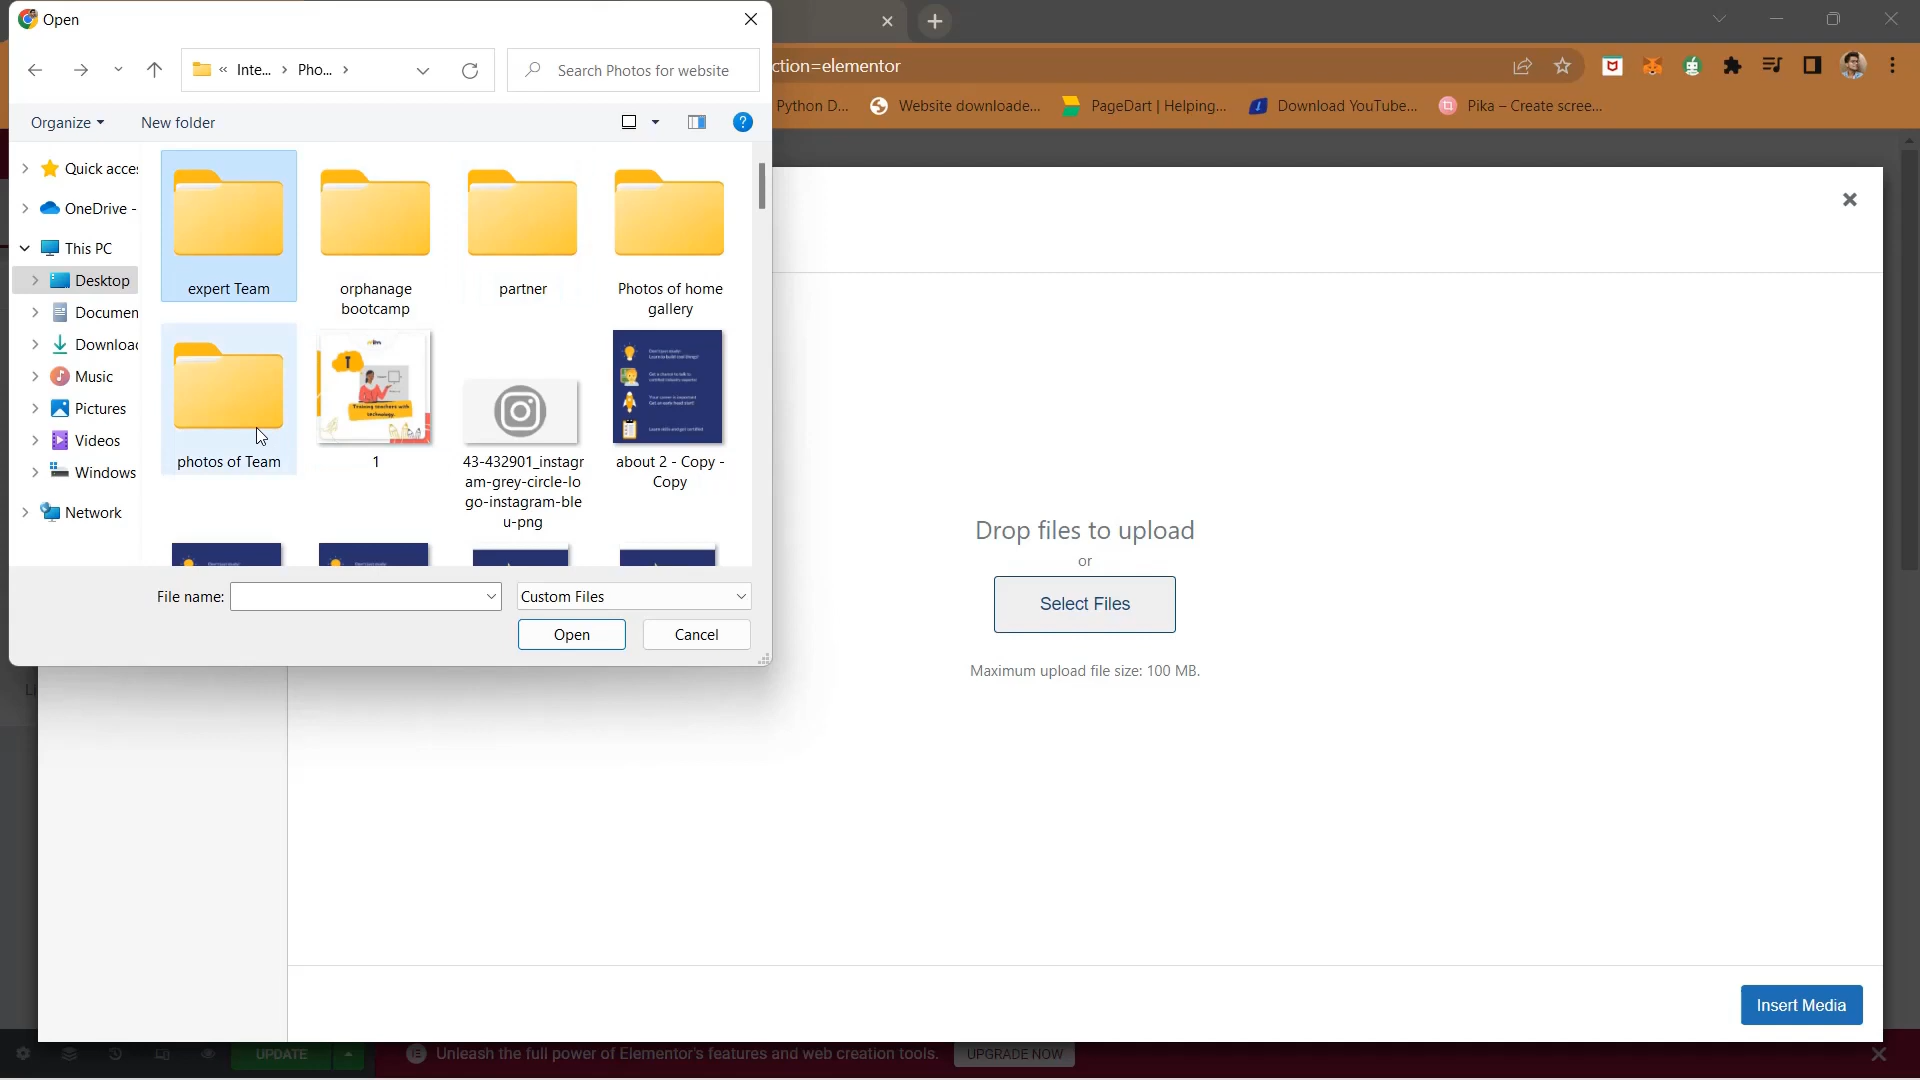 Open
Inte...
Pho...
Search Photos for website
Organize
New folder
Quick acces
OneDrive -
This PC
Desktop
Documen
Downloa
Music
Pictures
Videos
Windows
Network
expert Team
orphanage
bootcamp
partner
Photos of home
gallery
photos of Team
Training teachers with
technology.
1
43-432901_instagr
am-grey-circle-lo
go-instagram-ble
u-png
about 2 - Copy -
Copy
File name:
Custom Files
Open
Cancel
ction=elementor
Python D...
Website downloade...
PageDart | Helping...
Download YouTube...
Pika – Create scree...
Drop files to upload
or
Select Files
Maximum upload file size: 100 MB.
Insert Media
UPDATE
Unleash the full power of Elementor's features and web creation tools.
UPGRADE NOW